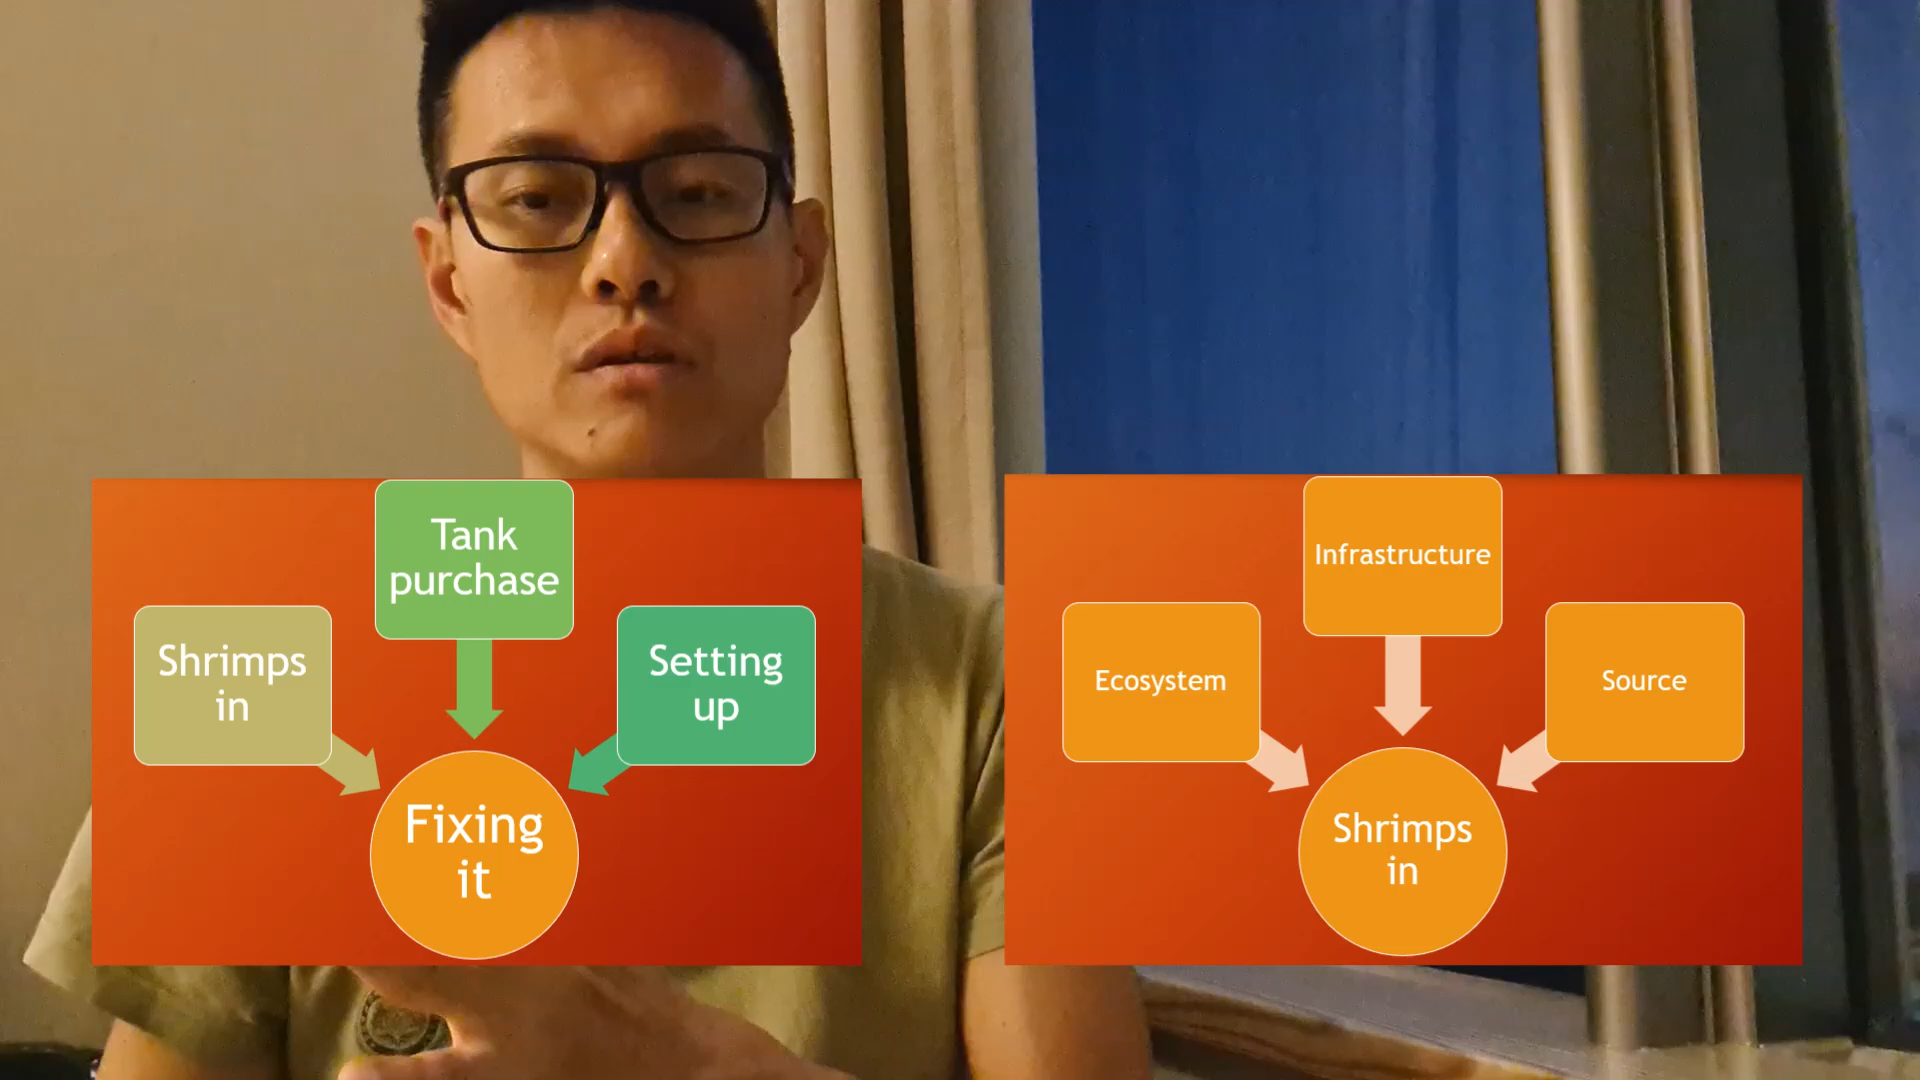 Tank
purchase
Shrimps
in
Setting
up
Fixing
it
Infrastructure
Ecosystem
Source
Shrimps
in